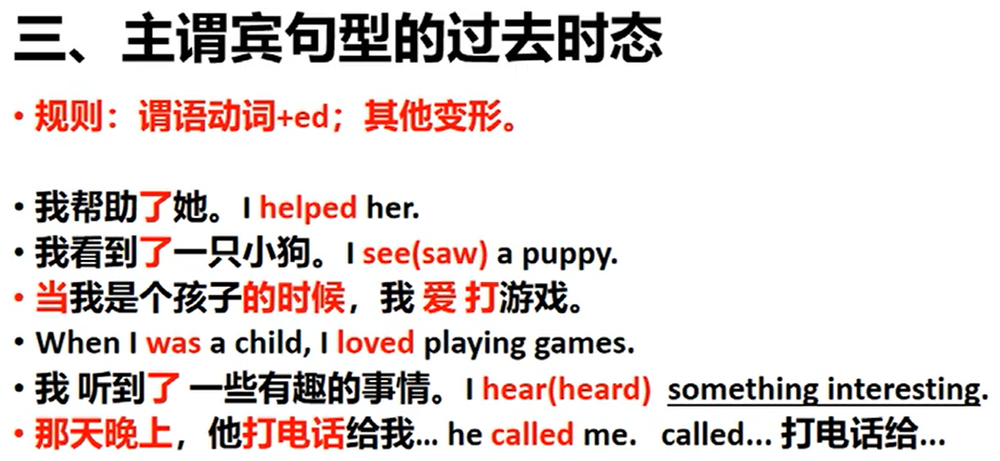 三、主谓宾句型的过去时态
• 规则：谓语动词+ed；其他变形。
• 我帮助了她。I helped her.
• 我看到了一只小狗。I see(saw) a puppy.
• 当我是个孩子的时候，我 爱 打游戏。
• When I was a child, I loved playing games.
• 我 听到了 一些有趣的事情。I hear(heard) something interesting.
• 那天晚上，他打电话给我... he called me. called... 打电话给...